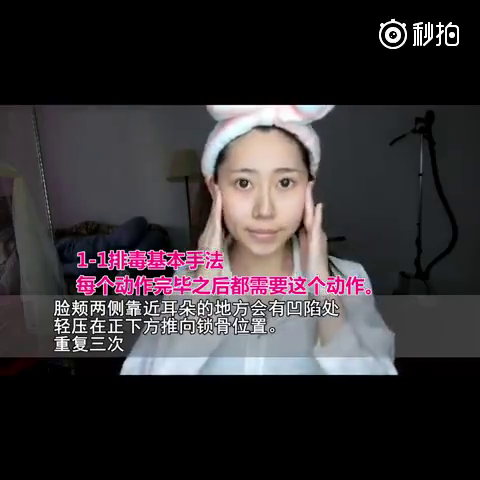 秒拍
1-1排毒基本手法
每个动作完毕之后都需要这个动作。
脸颊两侧靠近耳朵的地方会有凹陷处
轻压在正下方推向锁骨位置。
重复三次